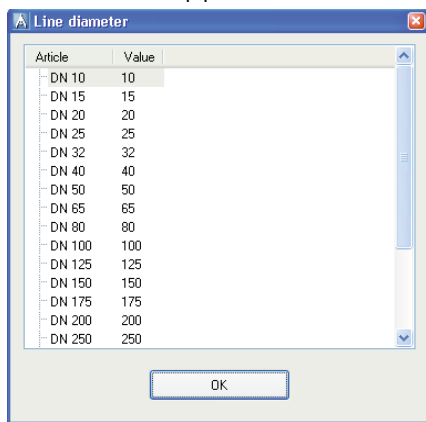 Line diameter
Article Value
DN 10 10
DN 15 15
DN 20 20
DN 25 25
DN 32 32
DN 40 40
DN 50 50
DN 65 65
DN 80 80
DN 100 100
DN 125 125
DN 150 150
DN 175 175
DN 200 200
DN 250 250
OK